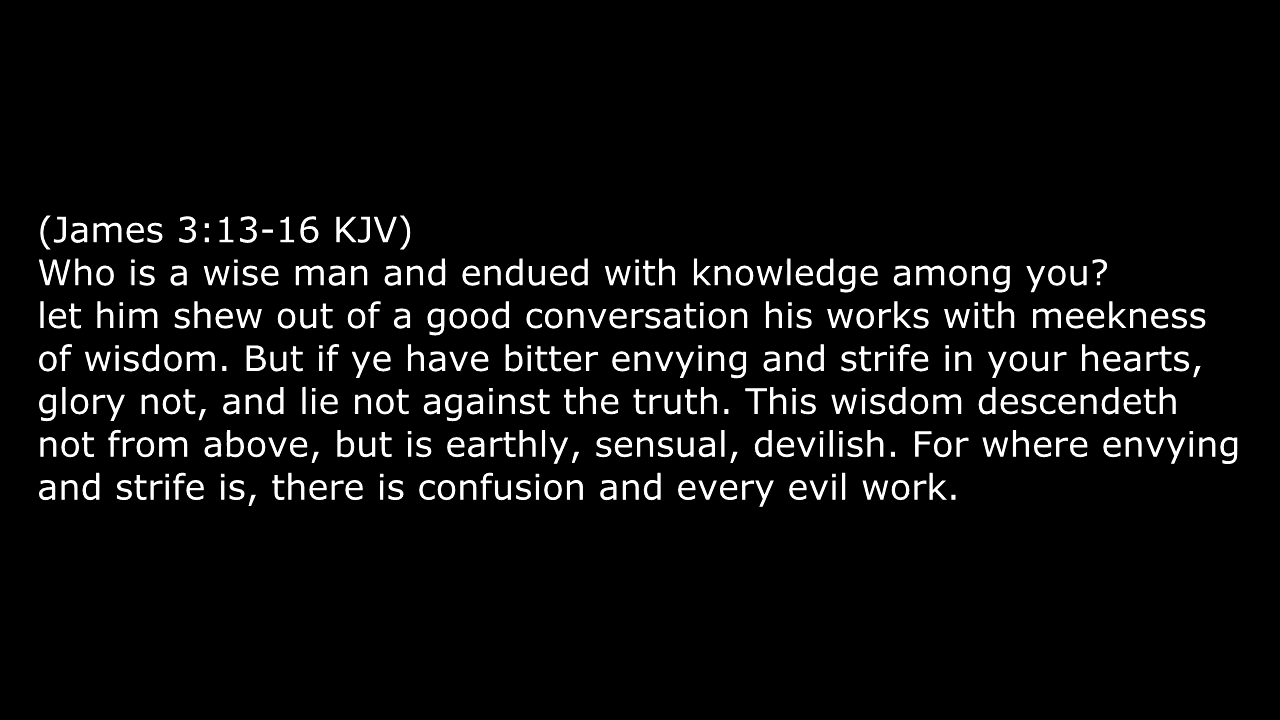 (James 3:13-16 KJV)
Who is a wise man and endued with knowledge among you?
let him shew out of a good conversation his works with meekness
of wisdom. But if ye have bitter envying and strife in your hearts,
glory not, and lie not against the truth. This wisdom descendeth
not from above, but is earthly, sensual, devilish. For where envying
and strife is, there is confusion and every evil work.